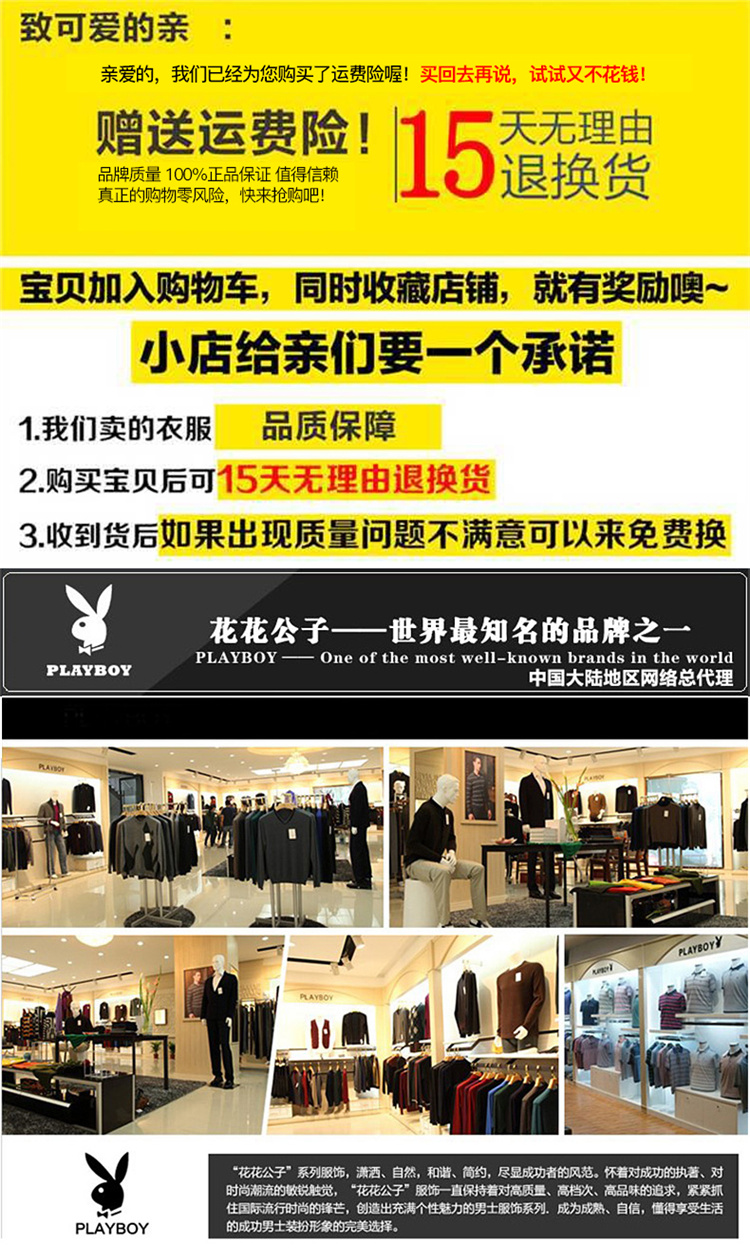 致可爱的亲 :
亲爱的，我们已经为您购买了运费险喔！买回去再说，试试又不花钱！
赠送运费险！
品牌质量 100%正品保证 值得信赖
真正的购物零风险，快来抢购吧！
15天无理由
退换货
宝贝加入购物车，同时收藏店铺，就有奖励噢~
小店给亲们要一个承诺
1.我们卖的衣服 品质保障
2.购买宝贝后可15天无理由退换货
3.收到货后如果出现质量问题不满意可以来免费换
PLAYBOY
花花公子——世界最知名的品牌之一
PLAYBOY —— One of the most well-known brands in the world
中国大陆地区网络总代理
PLAYBOY
PLAYBOY
PLAYBOY
PLAYBOY
PLAYBOY
PLAYBOY
“花花公子”系列服饰，潇洒、自然，和谐、简约，尽显成功者的风范。怀着对成功的执著、对
时尚潮流的敏锐触觉，“花花公子”服饰一直保持着对高质量、高档次、高品味的追求，紧紧抓
住国际流行时尚的锋芒，创造出充满个性魅力的男士服饰系列. 成为成熟、自信，懂得享受生活
的成功男士装扮形象的完美选择。